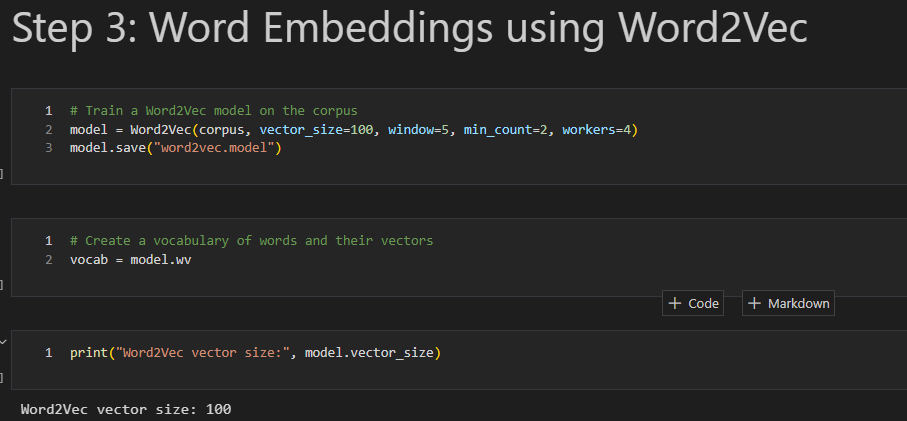 Step 3: Word Embeddings using Word2Vec
1 # Train a Word2Vec model on the corpus
2 model = Word2Vec(corpus, vector_size=100, window=5, min_count=2, workers=4)
3 model.save("word2vec.model")
]
1 # Create a vocabulary of words and their vectors
2 vocab = model.wv
]
+ Code + Markdown
1 print("Word2Vec vector size:", model.vector_size)
]
Word2Vec vector size: 100